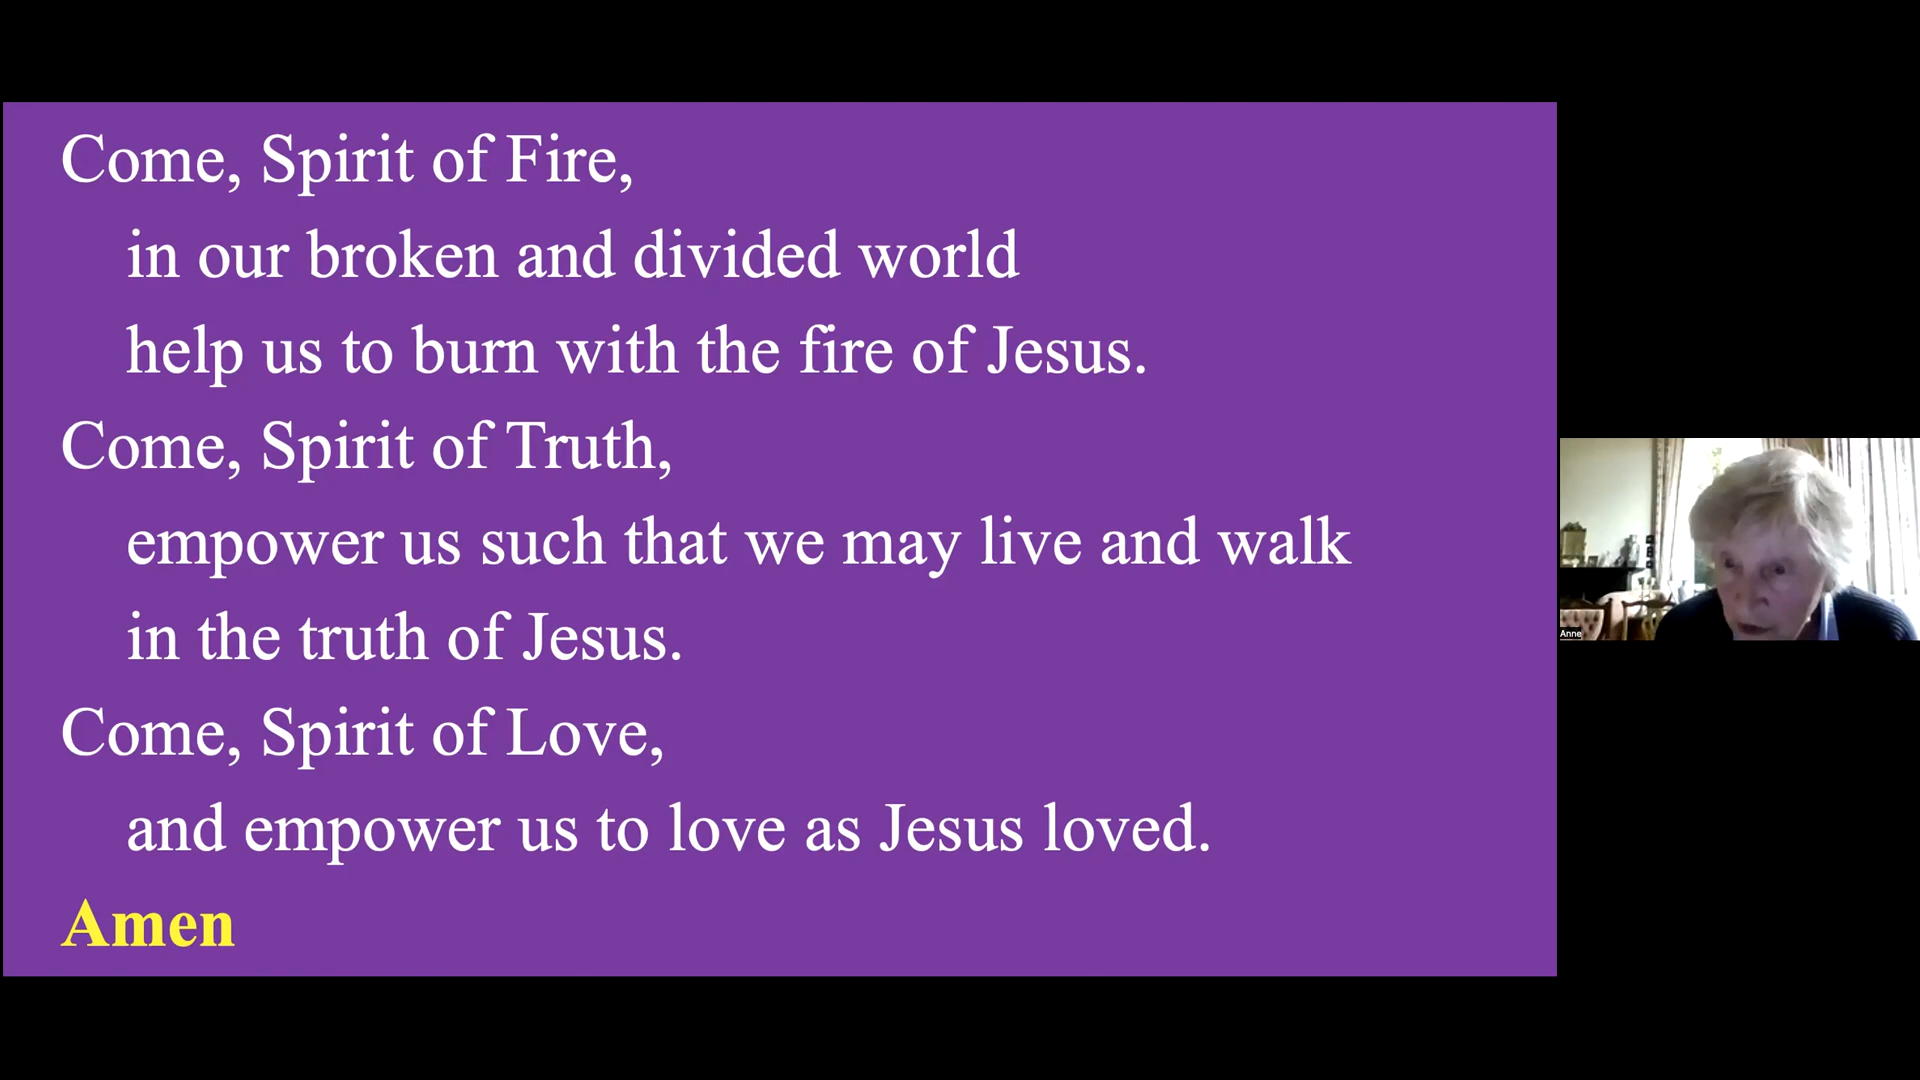 Come, Spirit of Fire,
in our broken and divided world
help us to burn with the fire of Jesus.
Come, Spirit of Truth,
empower us such that we may live and walk
in the truth of Jesus.
Come, Spirit of Love,
and empower us to love as Jesus loved.
Amen
Anne